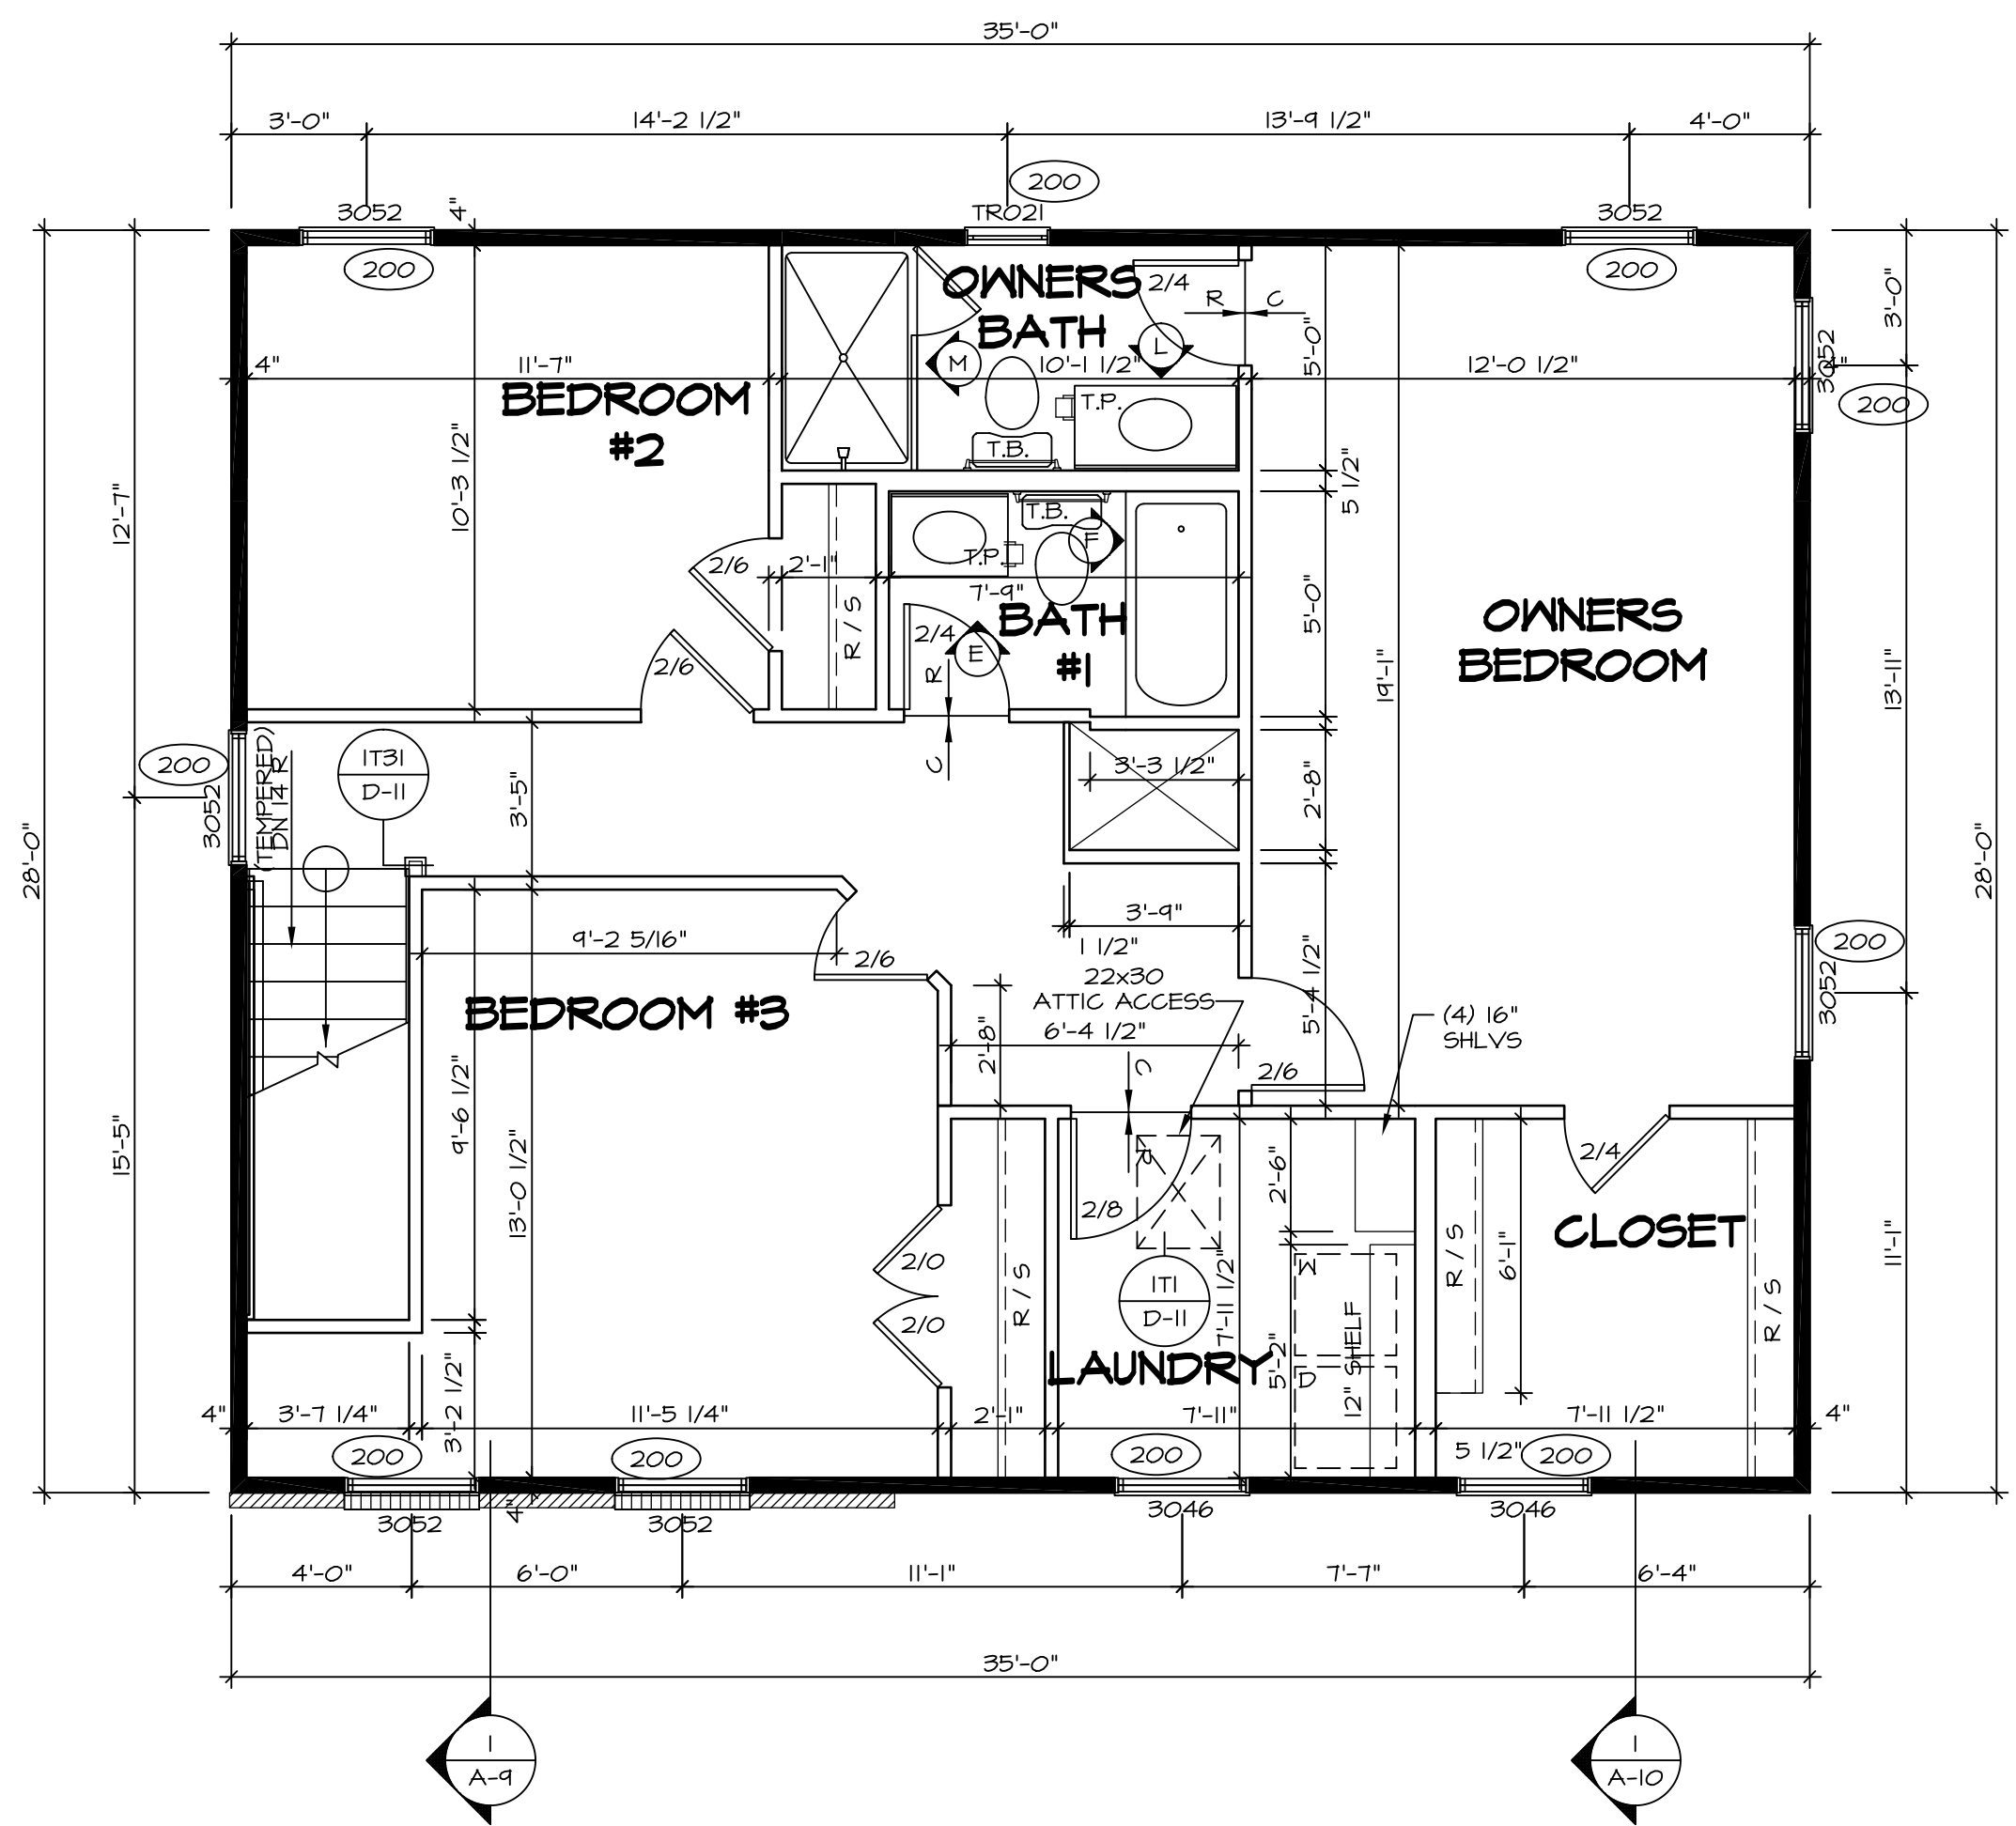 35'-0"
3'-0"
14'-2 1/2"
13'-9 1/2"
4'-0"
200
3052
4"
TR021
3052
200
200
OWNERS
BATH
2/4
R
C
L
M
3'-0"
3052
4"
200
5'-0"
4"
11'-7"
10'-1 1/2"
12'-0 1/2"
BEDROOM
#2
T.P.
T.B.
10'-3 1/2"
12'-7"
5 1/2"
T.B.
F
T.P.
2/6
2'-1"
7'-9"
5'-0"
BATH
#1
2/4
E
R / S
R
C
2/6
OWNERS
BEDROOM
19'-1"
13'-11"
200
3052
(TEMPERED)
DN 14 R
1T31
D-11
3'-5"
3'-3 1/2"
2'-8"
28'-0"
28'-0"
3'-9"
1 1/2"
9'-2 5/16"
2/6
22x30
ATTIC ACCESS
6'-4 1/2"
5'-4 1/2"
200
3052
BEDROOM #3
(4) 16"
SHLVS
2'-8"
C
R
2/6
9'-6 1/2"
13'-0 1/2"
15'-5"
2/8
2'-6"
2/4
CLOSET
2/0
2/0
R / S
1T1
D-11
7'-11 1/2"
W
R / S
6'-1"
R / S
11'-1"
LAUNDRY
5'-2"
D
12" SHELF
4"
3'-7 1/4"
3'-2 1/2"
11'-5 1/4"
2'-1"
7'-11"
7'-11 1/2"
4"
5 1/2"
200
200
200
200
3052
4"
3052
3046
3046
4'-0"
6'-0"
11'-1"
7'-7"
6'-4"
35'-0"
1
A-9
1
A-10